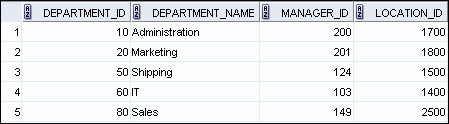 DEPARTMENT_ID DEPARTMENT_NAME MANAGER_ID LOCATION_ID
1 10 Administration 200 1700
2 20 Marketing 201 1800
3 50 Shipping 124 1500
4 60 IT 103 1400
5 80 Sales 149 2500